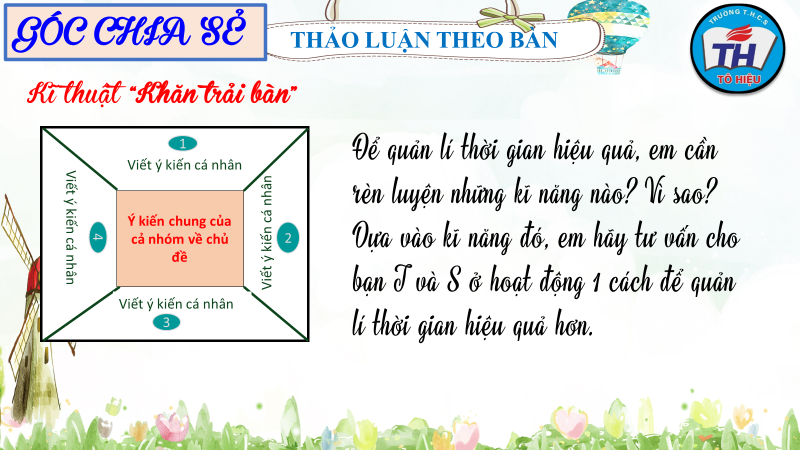 GÓC CHIA SẺ
THẢO LUẬN THEO BÀN
TRƯỜNG T.H.C.S
TH
TÔ HIỆU
Kĩ thuật “Khăn trải bàn”
1
Viết ý kiến cá nhân
Viết ý kiến cá nhân
4
Ý kiến chung của
cả nhóm về chủ
đề
Viết ý kiến cá nhân
2
Viết ý kiến cá nhân
3
Để quản lí thời gian hiệu quả, em cần
rèn luyện những kĩ năng nào? Vì sao?
Dựa vào kĩ năng đó, em hãy tư vấn cho
bạn T và S ở hoạt động 1 cách để quản
lí thời gian hiệu quả hơn.